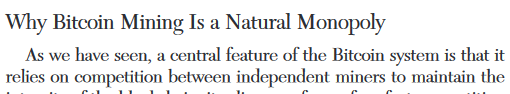 Why Bitcoin Mining Is a Natural Monopoly
As we have seen, a central feature of the Bitcoin system is that it
relies on competition between independent miners to maintain the